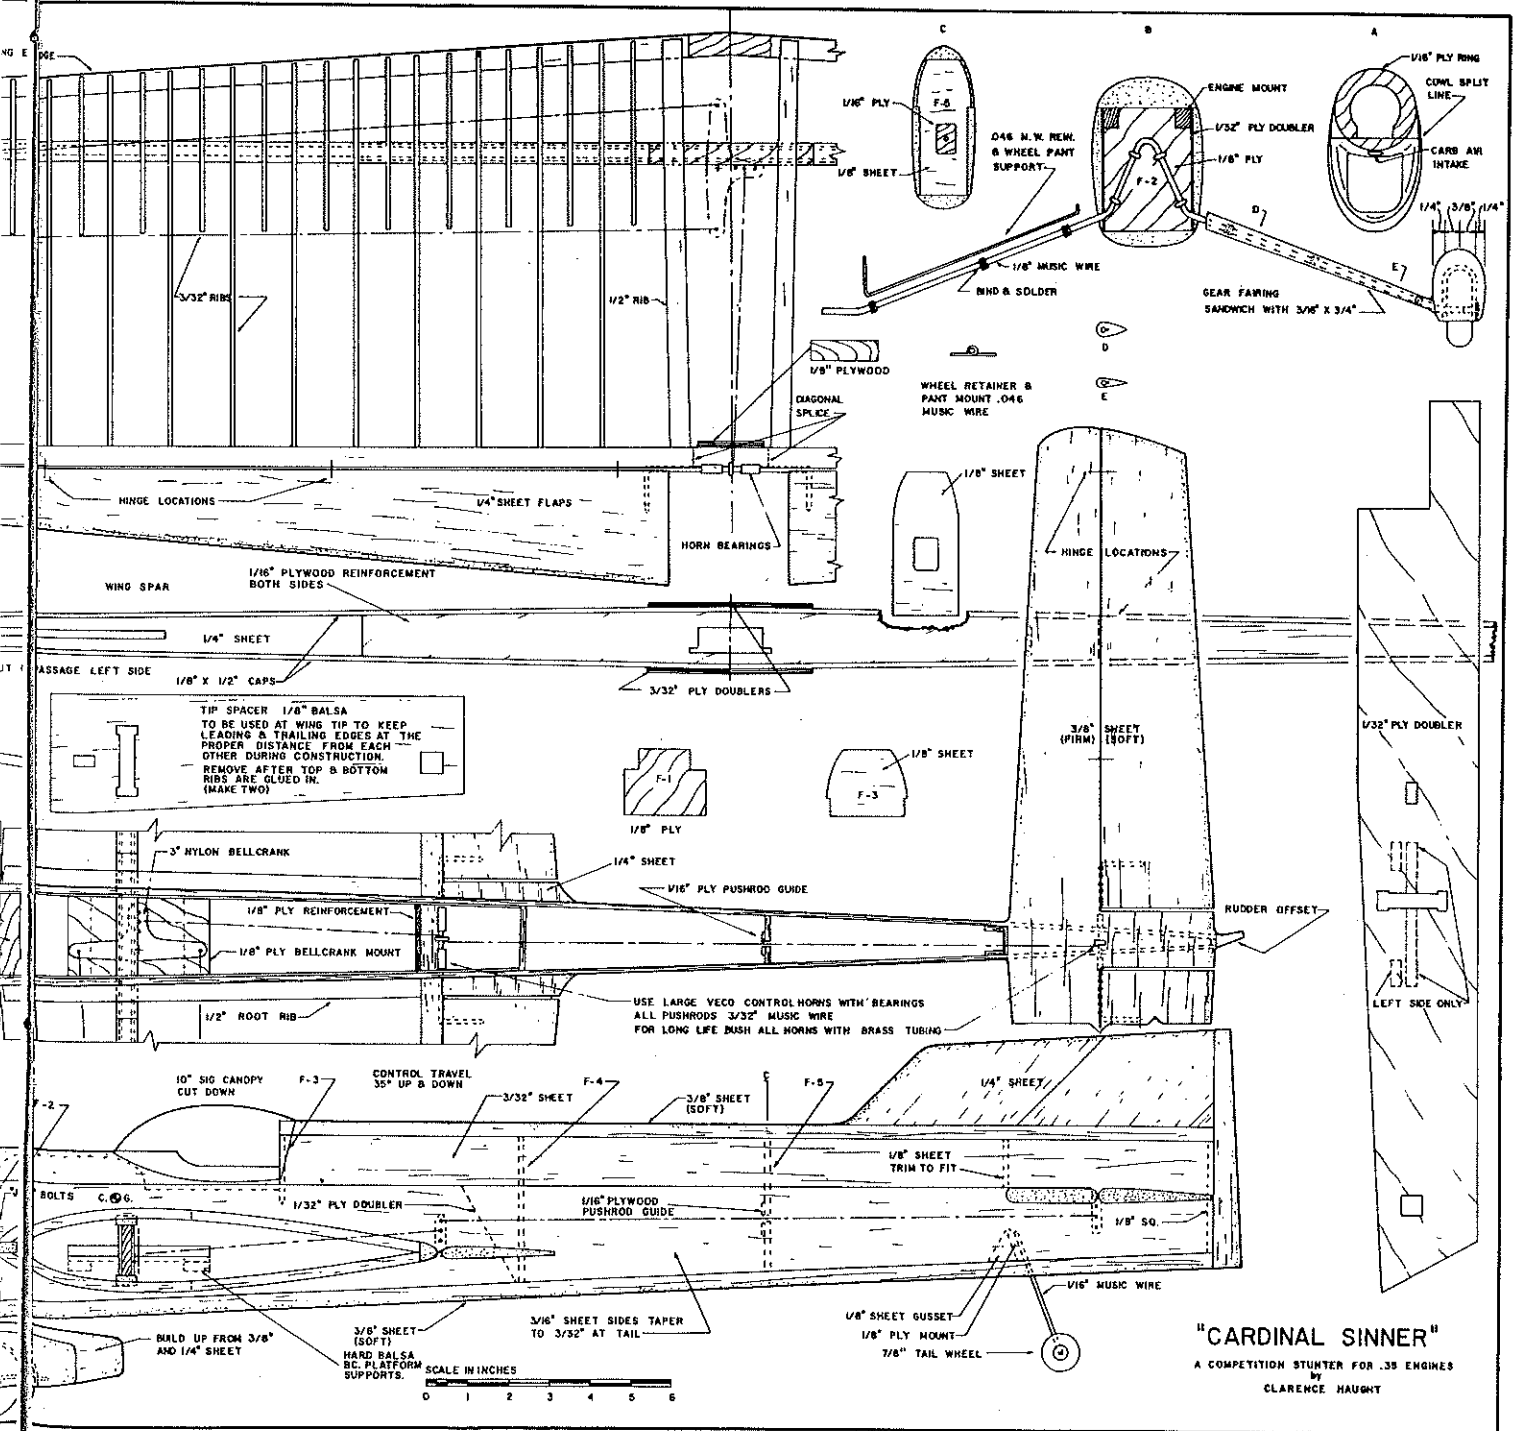 C
B
A
1/16" PLY RING
COWL SPLIT
LINE
CARB AIR
INTAKE
ENGINE MOUNT
1/32" PLY DOUBLER
1/8" PLY
F-2
1/16" PLY
F-5
1/8" SHEET
.046 M.W. REIN.
& WHEEL PANT
SUPPORT
1/8" MUSIC WIRE
BIND & SOLDER
D
E
1/4" 3/8" 1/4"
GEAR FAIRING
SANDWICH WITH 3/16" X 3/4"
D
E
3/32" RIBS
1/2" RIB
1/8" PLYWOOD
WHEEL RETAINER &
PANT MOUNT .046
MUSIC WIRE
DIAGONAL
SPLICE
HINGE LOCATIONS
1/4" SHEET FLAPS
HORN BEARINGS
1/8" SHEET
HINGE LOCATIONS
WING SPAR
1/16" PLYWOOD REINFORCEMENT
BOTH SIDES
1/4" SHEET
ASSAGE LEFT SIDE
1/8" X 1/2" CAPS
3/32" PLY DOUBLERS
TIP SPACER 1/8" BALSA
TO BE USED AT WING TIP TO KEEP
LEADING & TRAILING EDGES AT THE
PROPER DISTANCE FROM EACH
OTHER DURING CONSTRUCTION.
REMOVE AFTER TOP & BOTTOM
RIBS ARE GLUED IN.
(MAKE TWO)
F-1
1/8" PLY
1/8" SHEET
F-3
3/8" SHEET
(FIRM) (SOFT)
1/32" PLY DOUBLER
3" NYLON BELLCRANK
1/4" SHEET
1/16" PLY PUSHROD GUIDE
1/8" PLY REINFORCEMENT
1/8" PLY BELLCRANK MOUNT
RUDDER OFFSET
LEFT SIDE ONLY
1/2" ROOT RIB
USE LARGE VECO CONTROL HORNS WITH BEARINGS
ALL PUSHRODS 3/32" MUSIC WIRE
FOR LONG LIFE BUSH ALL HORNS WITH BRASS TUBING
10" SIG CANOPY
CUT DOWN
F-3
CONTROL TRAVEL
35° UP & DOWN
F-4
C
F-5
1/4" SHEET
F-2
3/32" SHEET
3/8" SHEET
(SOFT)
1/8" SHEET
TRIM TO FIT
BOLTS
C.G.
1/32" PLY DOUBLER
1/16" PLYWOOD
PUSHROD GUIDE
1/8" SQ.
1/16" MUSIC WIRE
BUILD UP FROM 3/8"
AND 1/4" SHEET
3/8" SHEET
(SOFT)
HARD BALSA
BC. PLATFORM
SUPPORTS.
3/16" SHEET SIDES TAPER
TO 3/32" AT TAIL
1/8" SHEET GUSSET
1/8" PLY MOUNT
7/8" TAIL WHEEL
SCALE IN INCHES
0 1 2 3 4 5 6
"CARDINAL SINNER"
A COMPETITION STUNTER FOR .35 ENGINES
by
CLARENCE HAUGHT